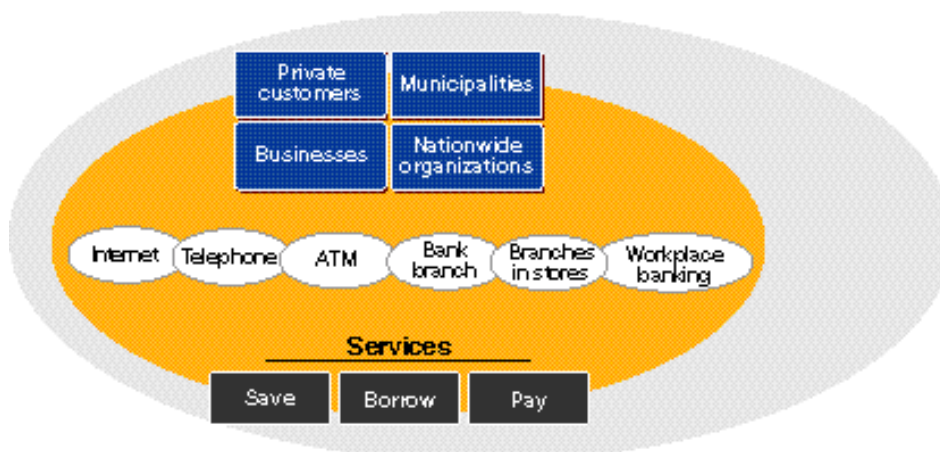 Private
customers
Municipalities
Businesses
Nationwide
organizations
Internet
Telephone
ATM
Bank
branch
Branches
in stores
Workplace
banking
Services
Save
Borrow
Pay